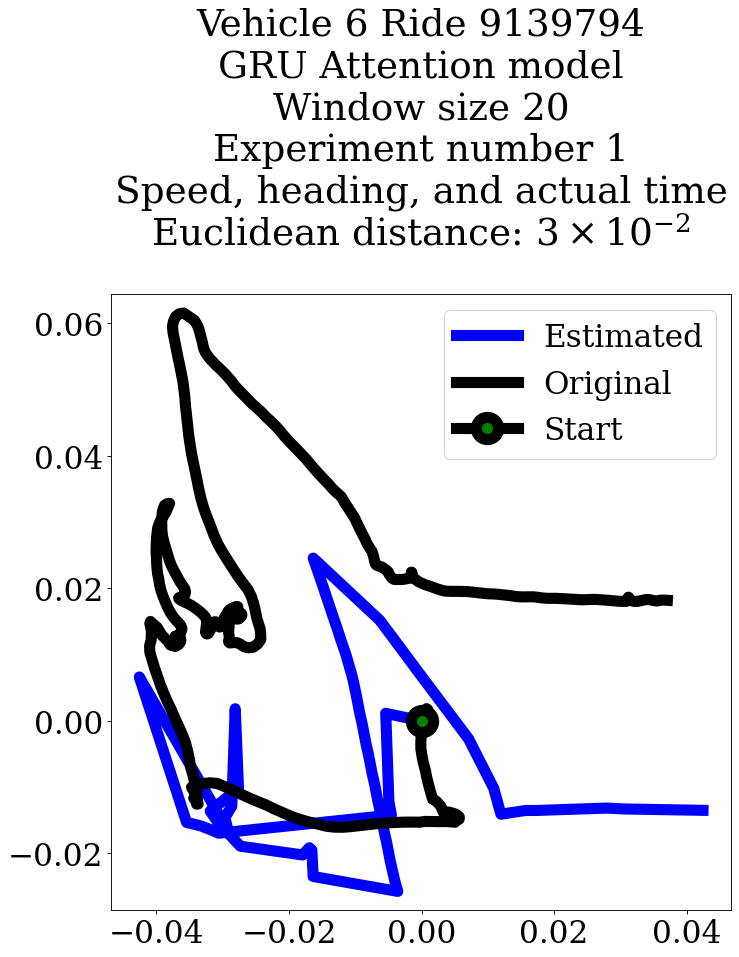 Vehicle 6 Ride 9139794
GRU Attention model
Window size 20
Experiment number 1
Speed, heading, and actual time
Euclidean distance: 3 × 10⁻²
Estimated
Original
Start
0.06
0.04
0.02
0.00
−0.02
−0.04 −0.02 0.00 0.02 0.04